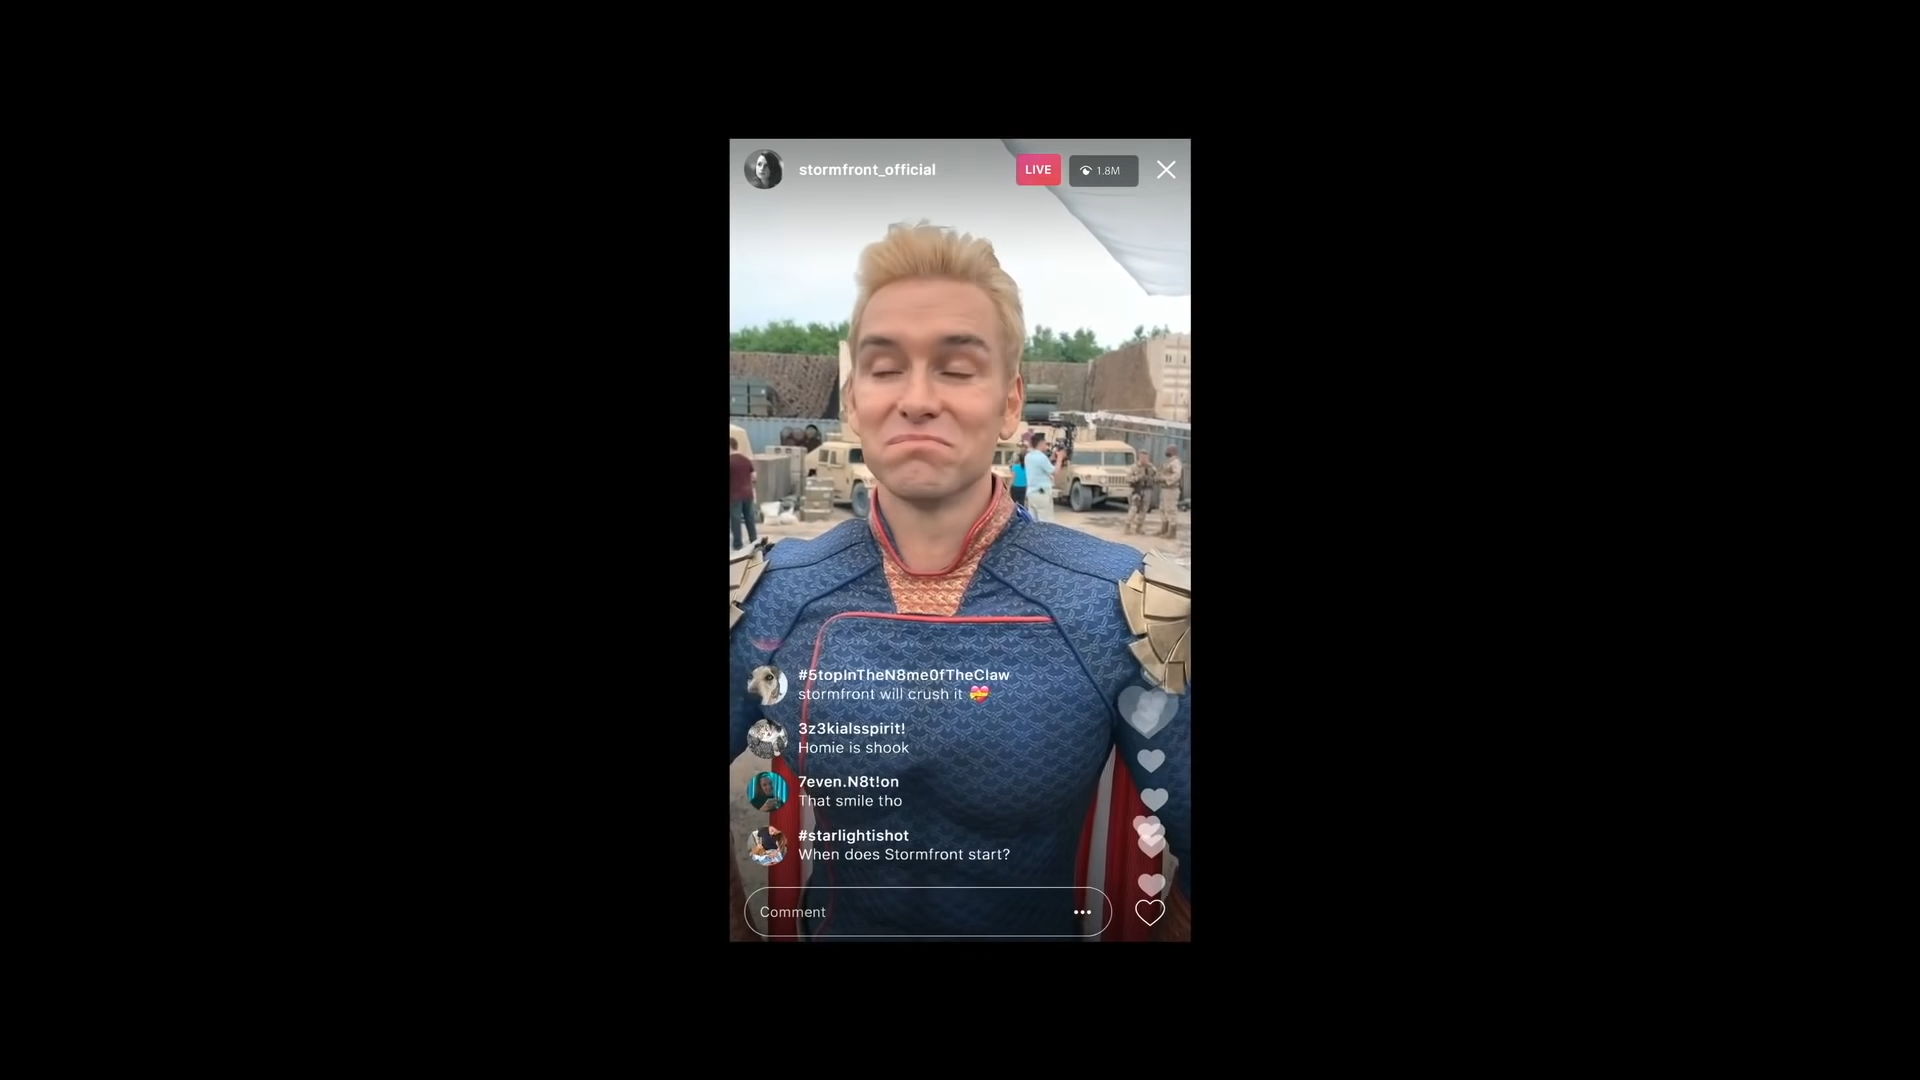 stormfront_official
LIVE
1.8M
#5topInTheN8me0fTheClaw
stormfront will crush it 💝
3z3kialsspirit!
Homie is shook
7even.N8t!on
That smile tho
#starlightishot
When does Stormfront start?
Comment